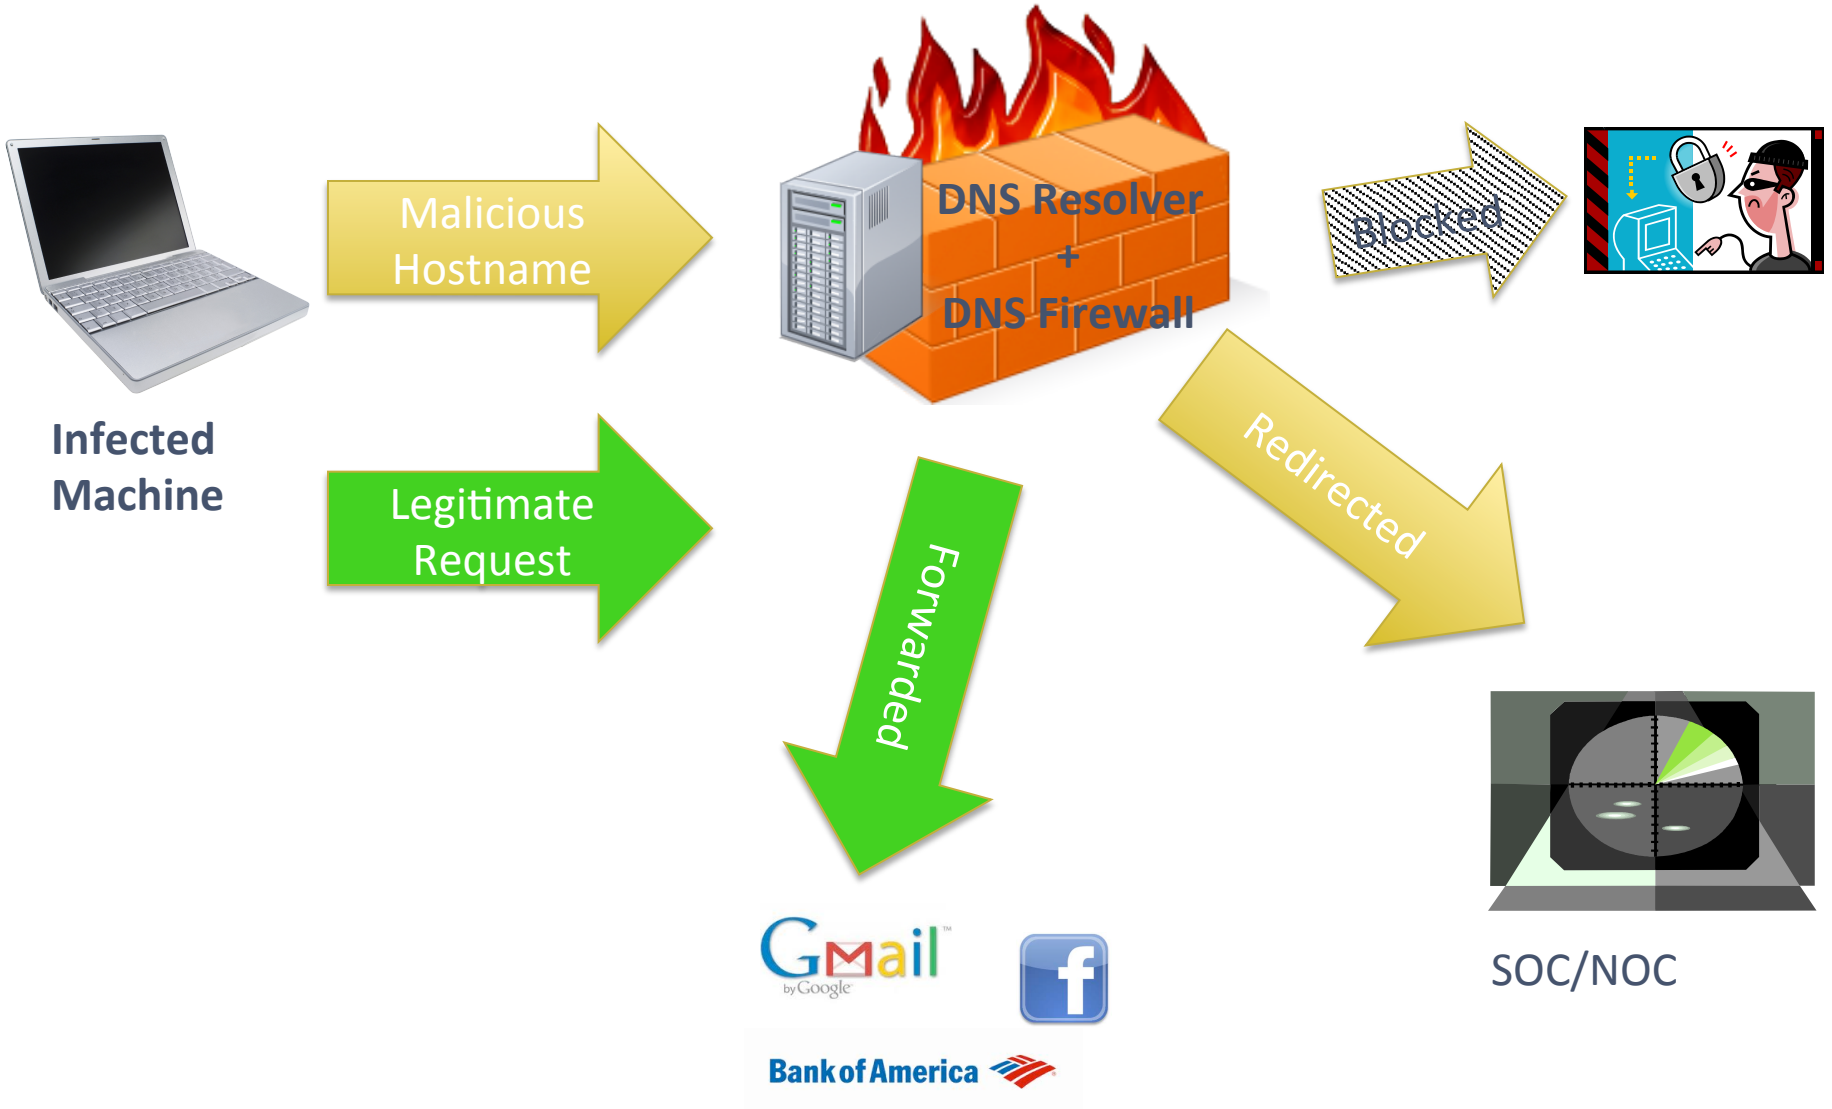 Malicious
Hostname
DNS Resolver
+
DNS Firewall
Blocked
Infected
Machine
Legitimate
Request
Redirected
Forwarded
Gmail™
by Google
f
SOC/NOC
Bank of America